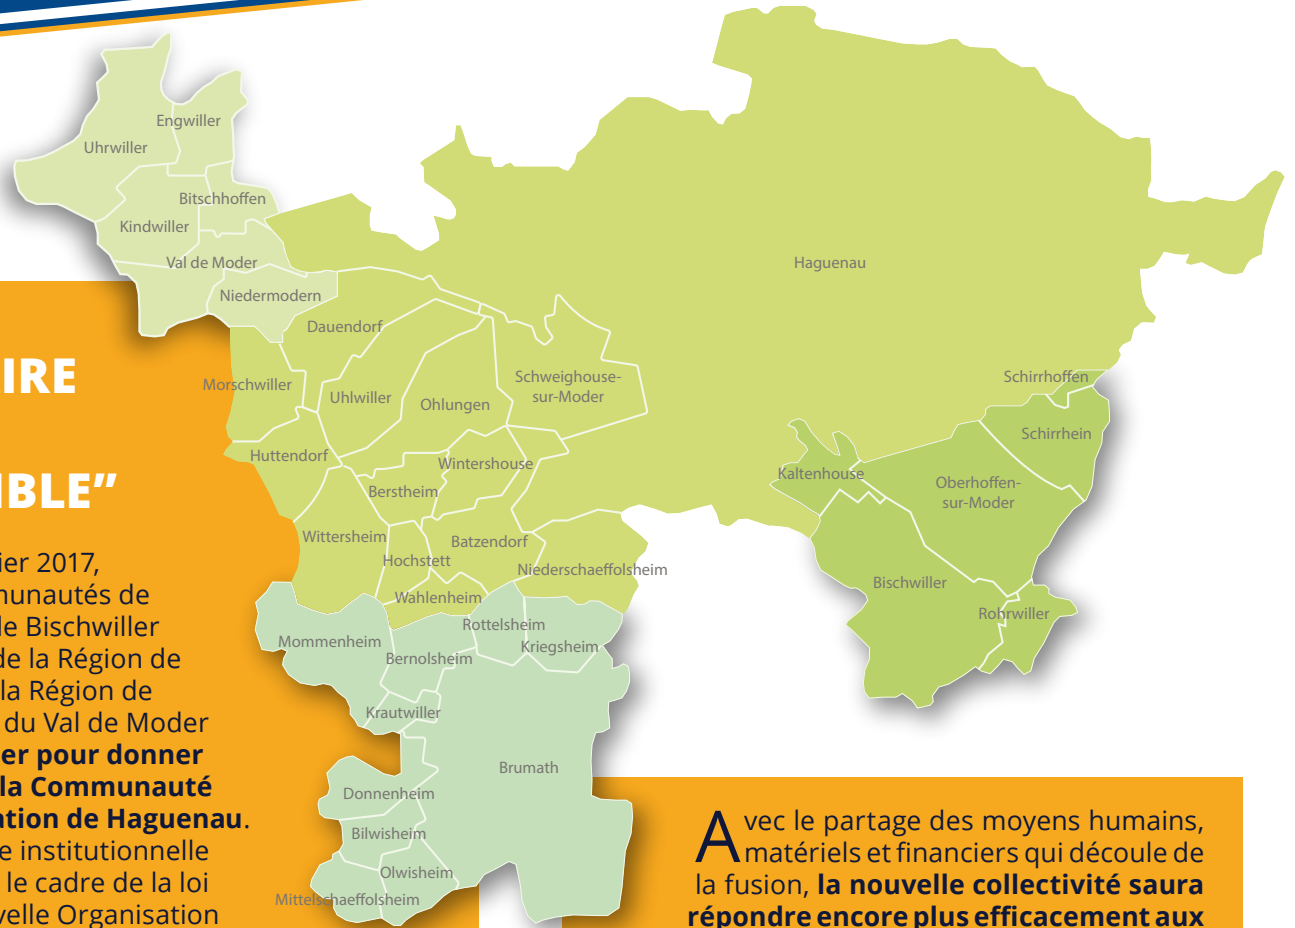 Engwiller
Uhrwiller
Bitschhoffen
Kindwiller
Val de Moder
Niedermodern
Haguenau
Dauendorf
Morschwiller
Uhlwiller
Ohlungen
Schweighouse-
sur-Moder
Schirrhoffen
Schirrhein
Huttendorf
Wintershouse
Berstheim
Kaltenhouse
Oberhoffen-
sur-Moder
Wittersheim
Hochstett
Batzendorf
Niederschaeffolsheim
Bischwiller
Wahlenheim
Rohrwiller
Rottelsheim
Mommenheim
Kriegsheim
Bernolsheim
Krautwiller
Brumath
Donnenheim
Bilwisheim
Olwisheim
Mittelschaeffolsheim
IRE
IBLE”
ier 2017,
munautés de
de Bischwiller
de la Région de
la Région de
du Val de Moder
er pour donner
la Communauté
ation de Haguenau.
e institutionnelle
le cadre de la loi
velle Organisation
Avec le partage des moyens humains,
matériels et financiers qui découle de
la fusion, la nouvelle collectivité saura
répondre encore plus efficacement aux